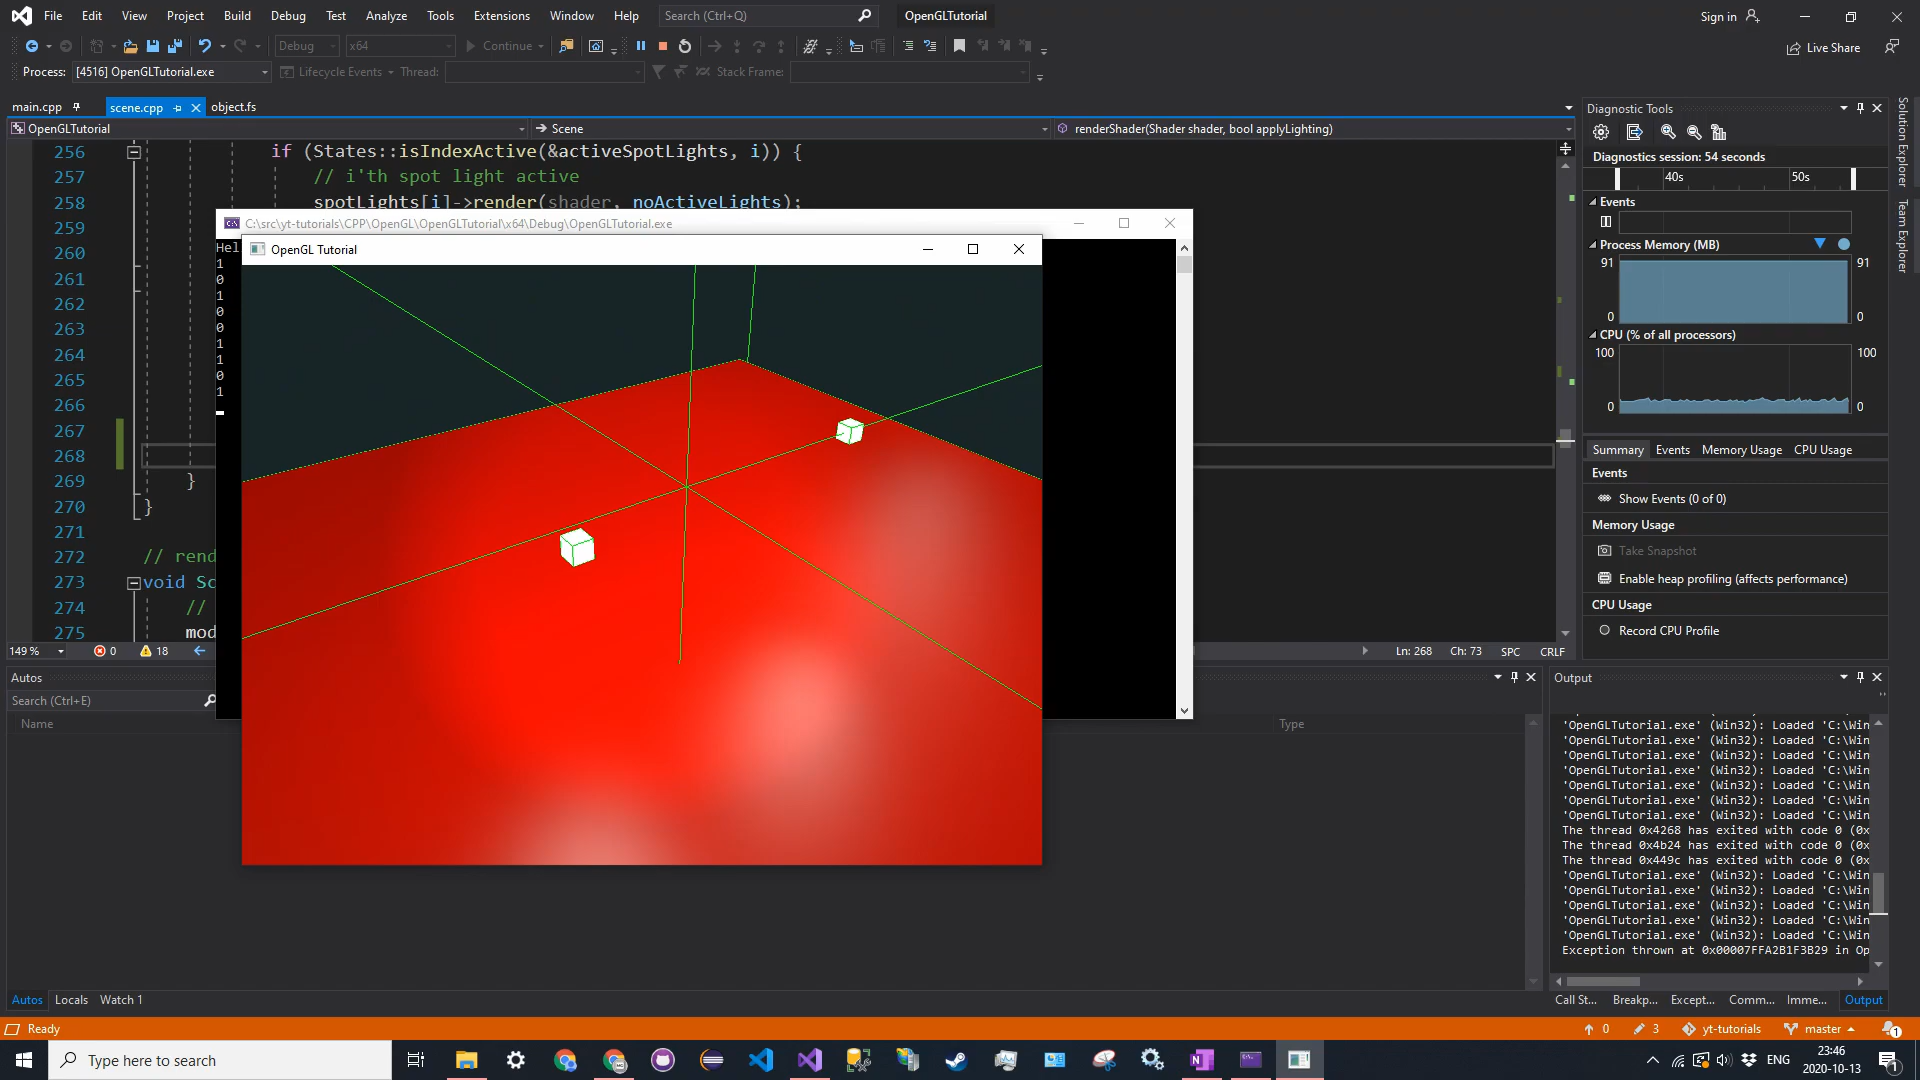 File Edit View Project Build Debug Test Analyze Tools Extensions Window Help Search (Ctrl+Q) OpenGLTutorial Sign in
Debug x64 Continue Live Share
Process: [4516] OpenGLTutorial.exe Lifecycle Events Thread: Stack Frame:
main.cpp scene.cpp object.fs
OpenGLTutorial Scene renderShader(Shader shader, bool applyLighting)
256 if (States::isIndexActive(&activeSpotLights, i)) {
257 // i'th spot light active
258 spotLights[i]->render(shader, noActiveLights);
259
260
261
262
263
264
265
266
267
268
269 }
270 }
271
272 // rend
273 void Sc
274 //
275 mod
C:\src\yt-tutorials\CPP\OpenGL\OpenGLTutorial\x64\Debug\OpenGLTutorial.exe
Hel
1
0
1
0
0
1
1
0
1
OpenGL Tutorial
149 % 0 18 Ln: 268 Ch: 73 SPC CRLF
Autos
Search (Ctrl+E)
Name Type
Autos Locals Watch 1
Diagnostic Tools
Diagnostics session: 54 seconds
40s 50s
Events
Process Memory (MB)
91 91
0 0
CPU (% of all processors)
100 100
0 0
Summary Events Memory Usage CPU Usage
Events
Show Events (0 of 0)
Memory Usage
Take Snapshot
Enable heap profiling (affects performance)
CPU Usage
Record CPU Profile
Solution Explorer
Team Explorer
Output
'OpenGLTutorial.exe' (Win32): Loaded 'C:\Win
'OpenGLTutorial.exe' (Win32): Loaded 'C:\Win
'OpenGLTutorial.exe' (Win32): Loaded 'C:\Win
'OpenGLTutorial.exe' (Win32): Loaded 'C:\Win
'OpenGLTutorial.exe' (Win32): Loaded 'C:\Win
'OpenGLTutorial.exe' (Win32): Loaded 'C:\Win
'OpenGLTutorial.exe' (Win32): Loaded 'C:\Win
The thread 0x4268 has exited with code 0 (0x
The thread 0x4b24 has exited with code 0 (0x
The thread 0x449c has exited with code 0 (0x
'OpenGLTutorial.exe' (Win32): Loaded 'C:\Win
'OpenGLTutorial.exe' (Win32): Loaded 'C:\Win
'OpenGLTutorial.exe' (Win32): Loaded 'C:\Win
'OpenGLTutorial.exe' (Win32): Loaded 'C:\Win
'OpenGLTutorial.exe' (Win32): Loaded 'C:\Win
Exception thrown at 0x00007FFA2B1F3B29 in Op
Call St... Breakp... Except... Comm... Imme... Output
Ready 0 3 yt-tutorials master 1
Type here to search ENG 23:46
2020-10-13 1